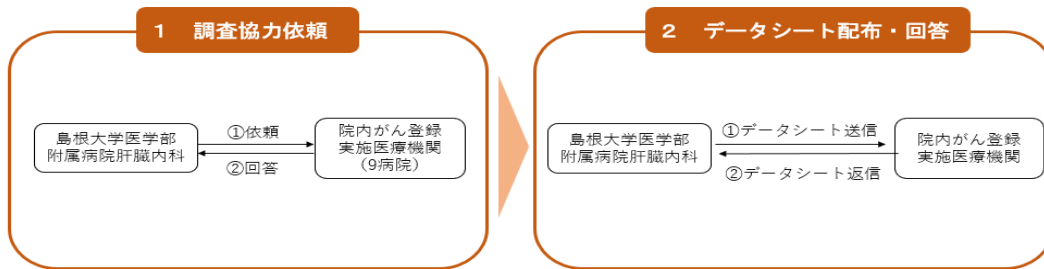 1 調査協力依頼
島根大学医学部
附属病院肝臓内科
①依頼
②回答
院内がん登録
実施医療機関
(9病院)
2 データシート配布・回答
島根大学医学部
附属病院肝臓内科
①データシート送信
②データシート返信
院内がん登録
実施医療機関